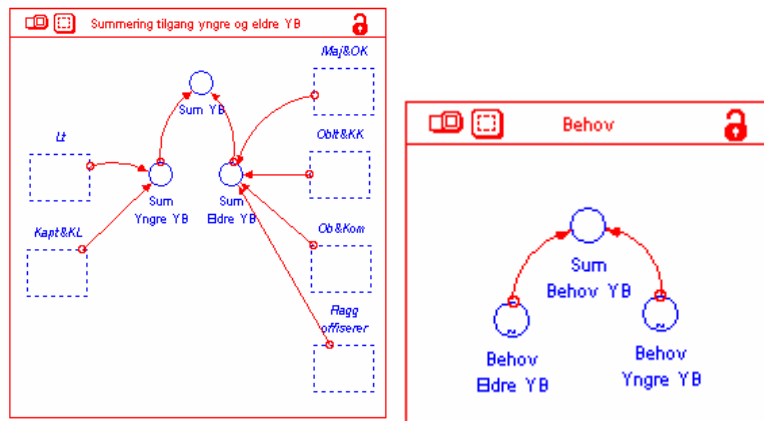 Summering tilgang yngre og eldre YB
Maj&OK
Sum YB
Lt
Oblt&KK
Sum
Yngre YB
Sum
Eldre YB
Kapt&KL
Ob&Kom
Flagg
offiserer
Behov
Sum
Behov YB
Behov
Eldre YB
Behov
Yngre YB